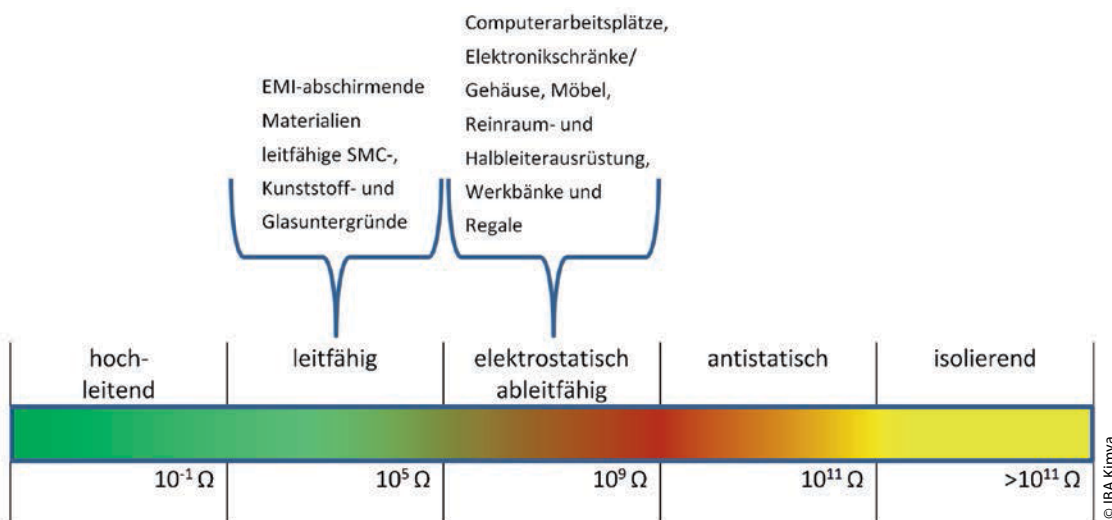 EMI-abschirmende
Materialien
leitfähige SMC-,
Kunststoff- und
Glasuntergründe
Computerarbeitsplätze,
Elektronikschränke/
Gehäuse, Möbel,
Reinraum- und
Halbleiterausrüstung,
Werkbänke und
Regale
hoch-
leitend
leitfähig
elektrostatisch
ableitfähig
antistatisch
isolierend
10⁻¹ Ω
10⁵ Ω
10⁹ Ω
10¹¹ Ω
>10¹¹ Ω
© IBA Kimya